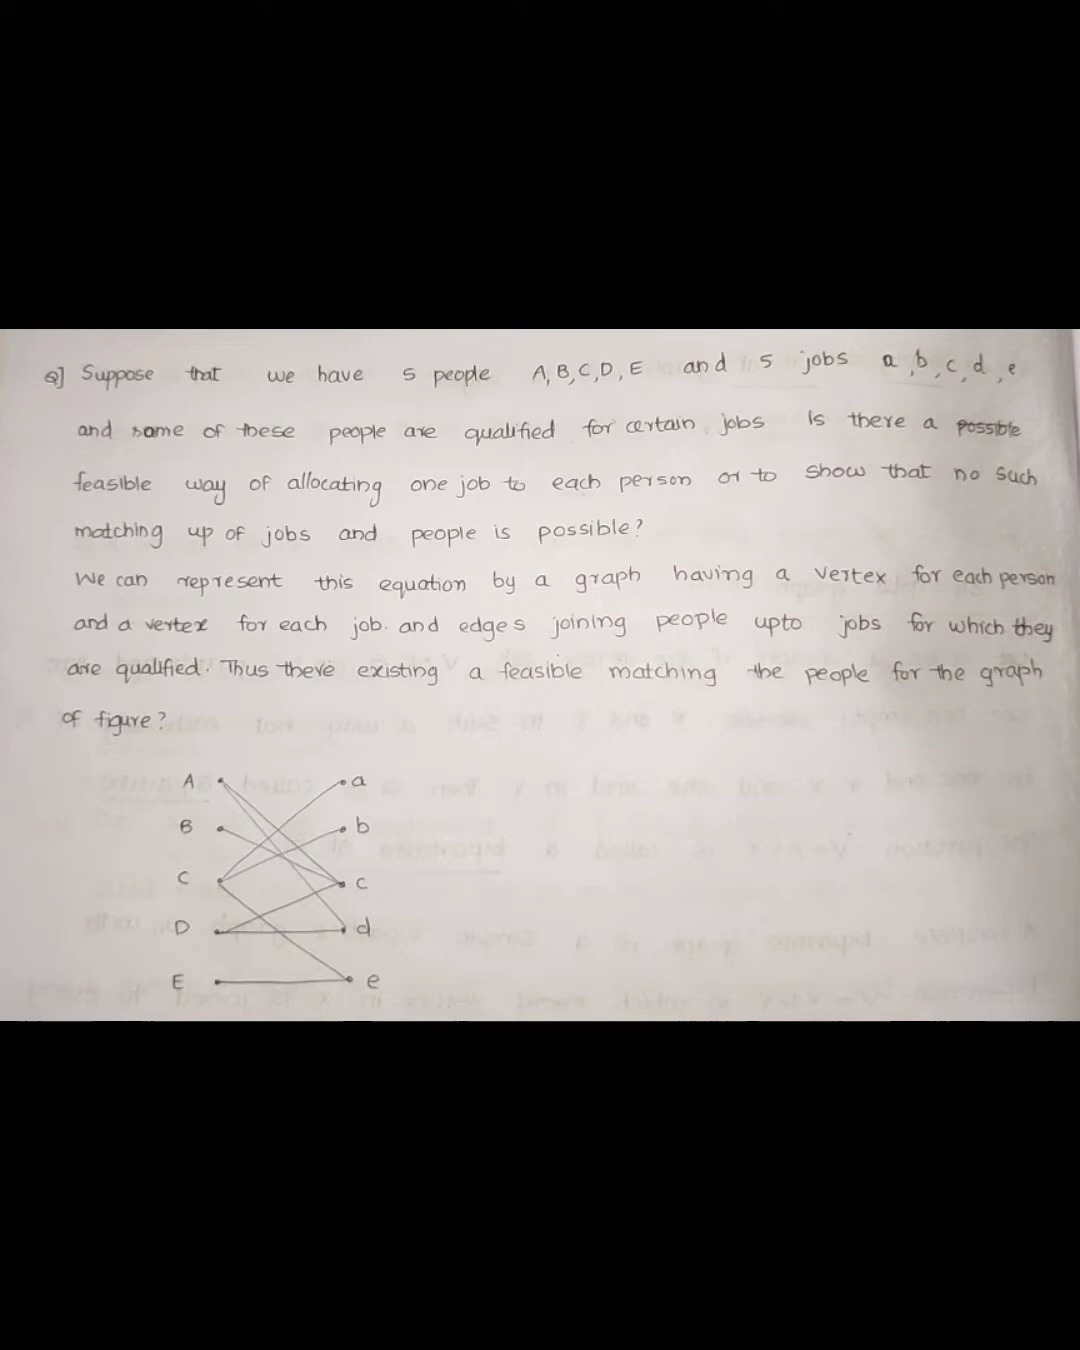 Q] Suppose that we have 5 people A, B, C, D, E and 5 jobs a, b, c, d, e
and some of these people are qualified for certain jobs Is there a possible
feasible way of allocating one job to each person or to show that no such
matching up of jobs and people is possible?
We can represent this equation by a graph having a vertex for each person
and a vertex for each job. and edges joining people upto jobs for which they
are qualified. Thus there existing a feasible matching the people for the graph
of figure?
A a
B b
C c
D d
E e